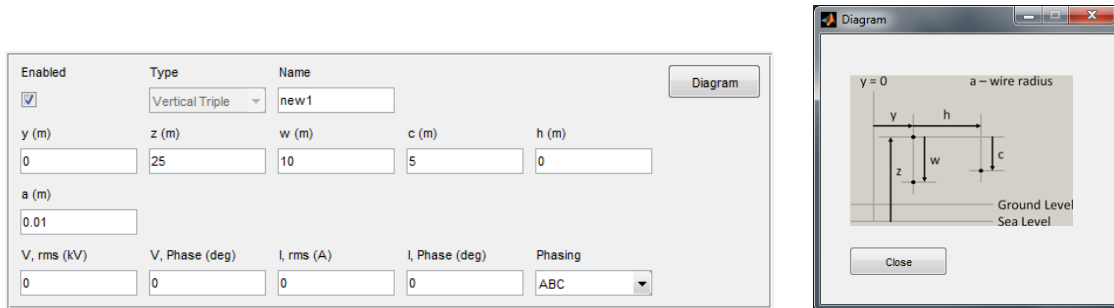 Enabled Type Name
Vertical Triple new1 Diagram
y (m) z (m) w (m) c (m) h (m)
0 25 10 5 0
a (m)
0.01
V, rms (kV) V, Phase (deg) I, rms (A) I, Phase (deg) Phasing
0 0 0 0 ABC
Diagram
y = 0 a – wire radius
y h
w c
z
Ground Level
Sea Level
Close